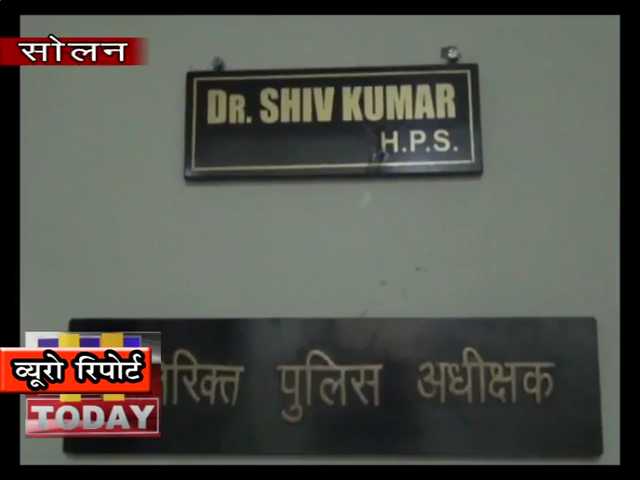 सोलन
DR. SHIV KUMAR
H.P.S.
रिक्त पुलिस अधीक्षक
ब्यूरो रिपोर्ट
TODAY